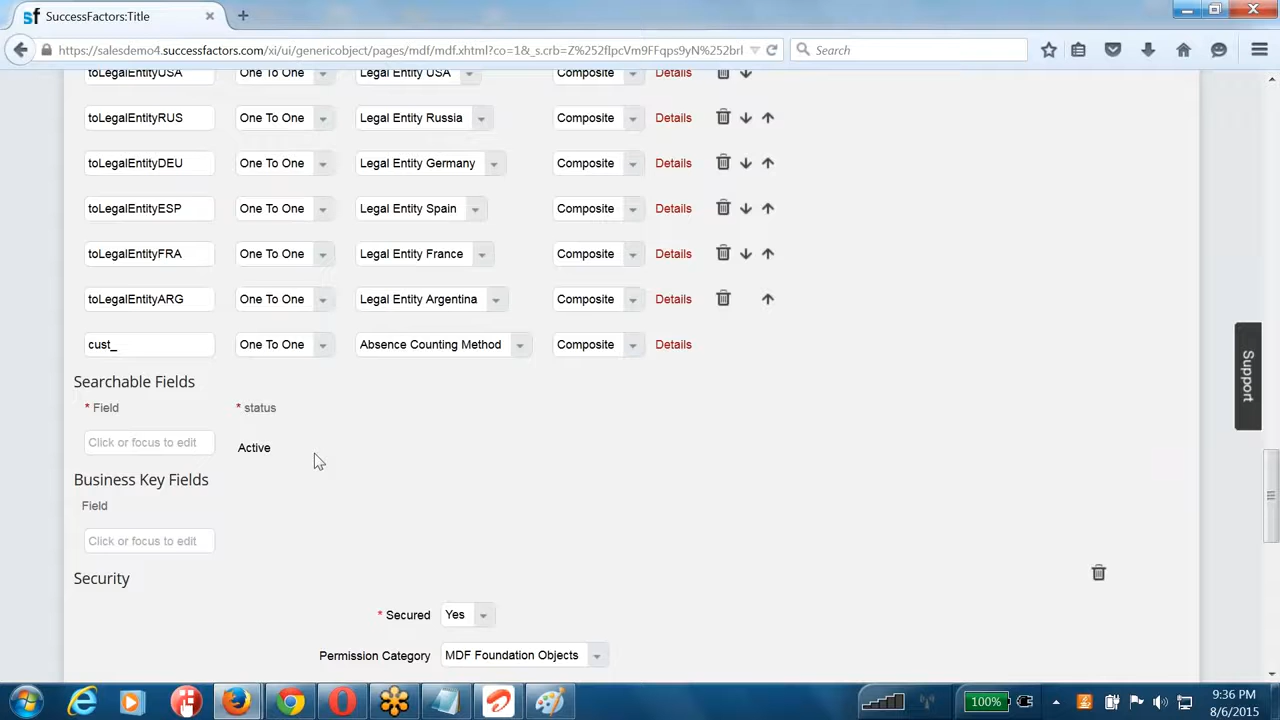 SuccessFactors:Title
https://salesdemo4.successfactors.com/xi/ui/genericobject/pages/mdf/mdf.xhtml?co=1&_s.crb=Z%252flpcVm9FFqps9yN%252brl
Search
toLegalEntityUSA One To One Legal Entity USA Composite Details
toLegalEntityRUS One To One Legal Entity Russia Composite Details
toLegalEntityDEU One To One Legal Entity Germany Composite Details
toLegalEntityESP One To One Legal Entity Spain Composite Details
toLegalEntityFRA One To One Legal Entity France Composite Details
toLegalEntityARG One To One Legal Entity Argentina Composite Details
cust_ One To One Absence Counting Method Composite Details
Support
Searchable Fields
* Field * status
Click or focus to edit Active
Business Key Fields
Field
Click or focus to edit
Security
* Secured Yes
Permission Category MDF Foundation Objects
100% 9:36 PM
8/6/2015